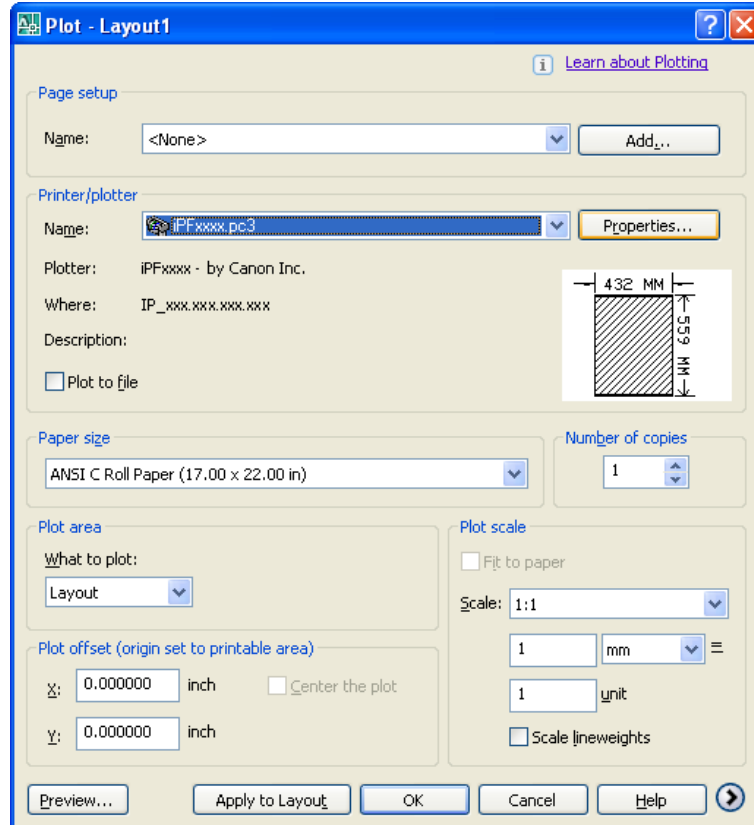 Plot - Layout1
Learn about Plotting
Page setup
Name: <None> Add...
Printer/plotter
Name: iPFxxxx.pc3 Properties...
Plotter: iPFxxxx - by Canon Inc.
Where: IP_xxx.xxx.xxx.xxx
Description:
Plot to file
432 MM
559 MM
Paper size
ANSI C Roll Paper (17.00 x 22.00 in)
Number of copies
1
Plot area
What to plot:
Layout
Plot offset (origin set to printable area)
X: 0.000000 inch Center the plot
Y: 0.000000 inch
Plot scale
Fit to paper
Scale: 1:1
1 mm =
1 unit
Scale lineweights
Preview... Apply to Layout OK Cancel Help